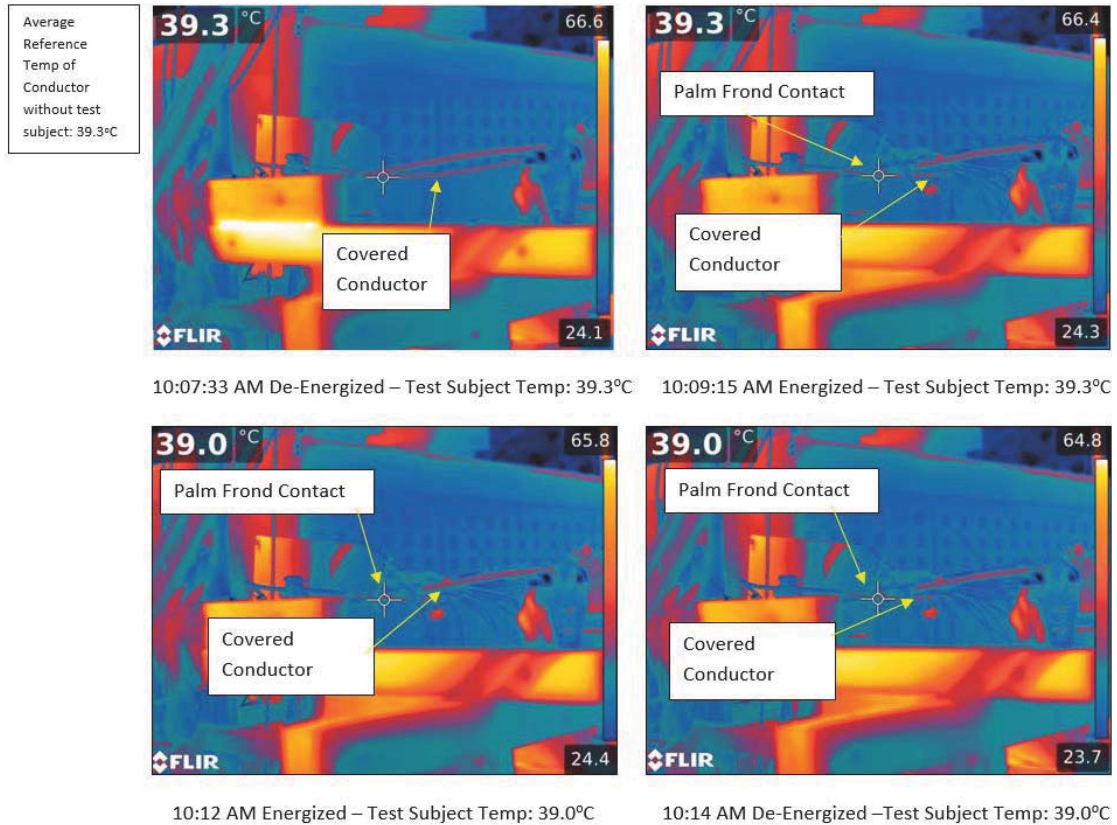 Average
Reference
Temp of
Conductor
without test
subject: 39.3ºC
39.3 °C
66.6
Covered
Conductor
24.1
FLIR
10:07:33 AM De-Energized – Test Subject Temp: 39.3ºC
39.3 °C
66.4
Palm Frond Contact
Covered
Conductor
24.3
FLIR
10:09:15 AM Energized – Test Subject Temp: 39.3ºC
39.0 °C
65.8
Palm Frond Contact
Covered
Conductor
24.4
FLIR
10:12 AM Energized – Test Subject Temp: 39.0ºC
39.0 °C
64.8
Palm Frond Contact
Covered
Conductor
23.7
FLIR
10:14 AM De-Energized –Test Subject Temp: 39.0ºC